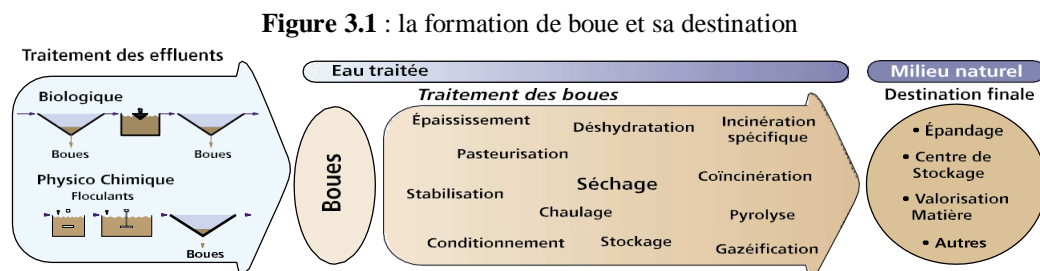 Figure 3.1 : la formation de boue et sa destination
Traitement des effluents
Biologique
Boues
Boues
Physico Chimique
Floculants
Boues
Boues
Eau traitée
Traitement des boues
Épaississement
Déshydratation
Incinération
spécifique
Pasteurisation
Stabilisation
Séchage
Coïncinération
Chaulage
Pyrolyse
Conditionnement
Stockage
Gazéification
Milieu naturel
Destination finale
• Épandage
• Centre de
Stockage
• Valorisation
Matière
• Autres